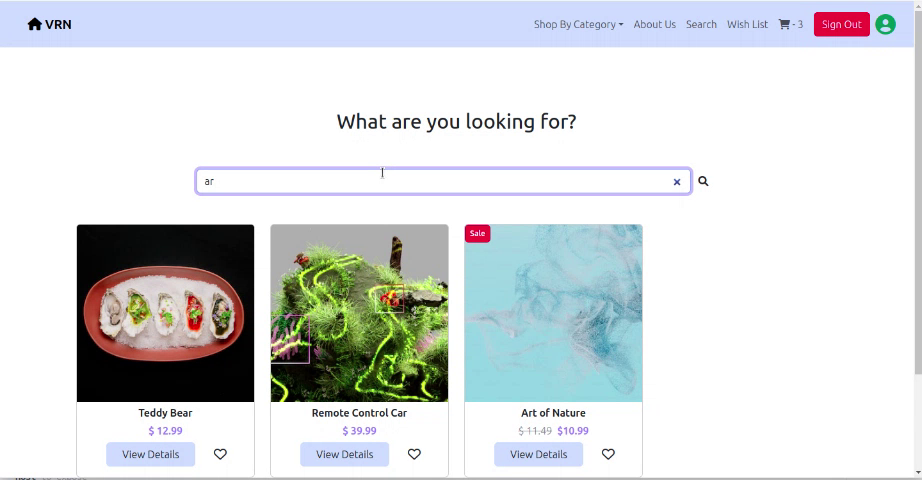 VRN
Shop By Category About Us Search Wish List - 3 Sign Out
What are you looking for?
ar
Sale
Teddy Bear Remote Control Car Art of Nature
$ 12.99 $ 39.99 $ 11.49 $10.99
View Details View Details View Details